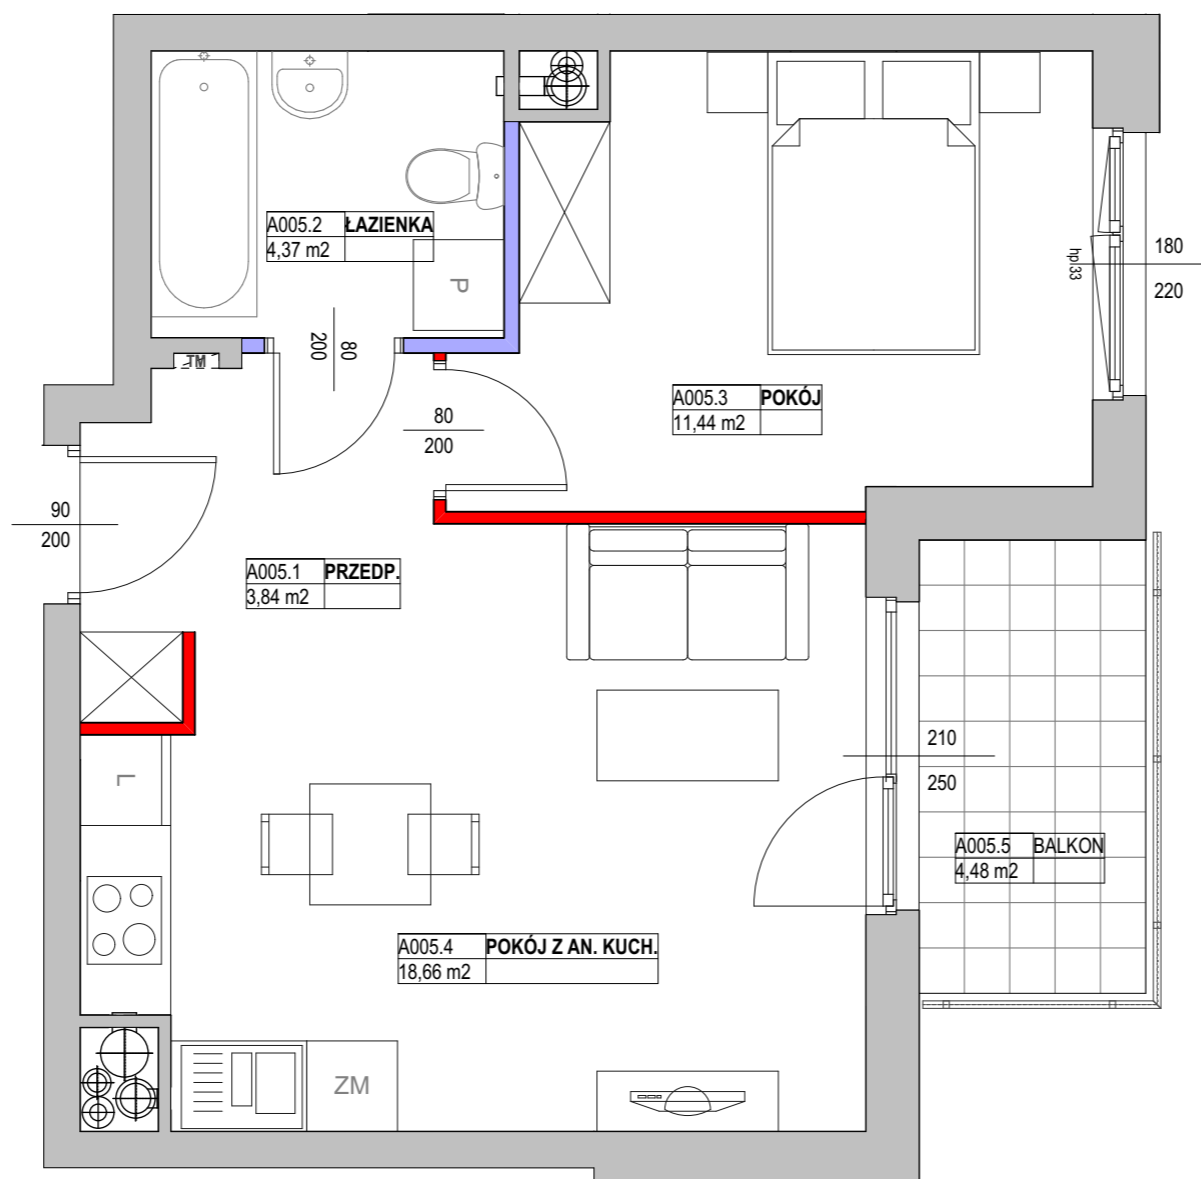 A005.2 ŁAZIENKA
4,37 m2
P
180
220
hpl33
80
200
TM
A005.3 POKÓJ
11,44 m2
80
200
90
200
A005.1 PRZEDP.
3,84 m2
L
210
250
A005.5 BALKON
4,48 m2
A005.4 POKÓJ Z AN. KUCH.
18,66 m2
ZM